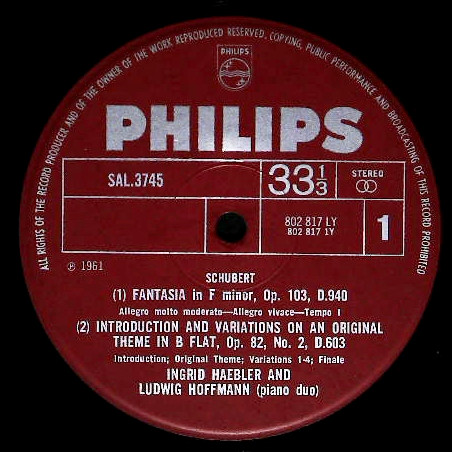 ALL RIGHTS OF THE RECORD PRODUCER AND OF THE OWNER OF THE WORK REPRODUCED RESERVED. COPYING, PUBLIC PERFORMANCE AND BROADCASTING OF THIS RECORD PROHIBITED
PHILIPS
PHILIPS
SAL.3745
33 1/3
STEREO
802 817 LY
802 817 1Y
1
℗ 1961
SCHUBERT
(1) FANTASIA in F minor, Op. 103, D.940
Allegro molto moderato—Allegro vivace—Tempo I
(2) INTRODUCTION AND VARIATIONS ON AN ORIGINAL
THEME IN B FLAT, Op. 82, No. 2, D.603
Introduction; Original Theme; Variations 1-4; Finale
INGRID HAEBLER AND
LUDWIG HOFFMANN (piano duo)